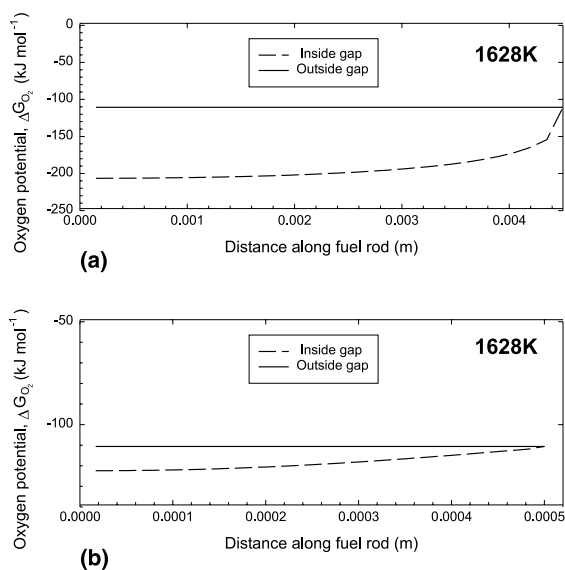 0
-50
-100
-150
-200
-250
Oxygen potential, ΔG_O₂ (kJ mol⁻¹)
Inside gap
Outside gap
1628K
0.000 0.001 0.002 0.003 0.004
Distance along fuel rod (m)
(a)
-50
-100
Oxygen potential, ΔG_O₂ (kJ mol⁻¹)
Inside gap
Outside gap
1628K
0.0000 0.0001 0.0002 0.0003 0.0004 0.0005
Distance along fuel rod (m)
(b)